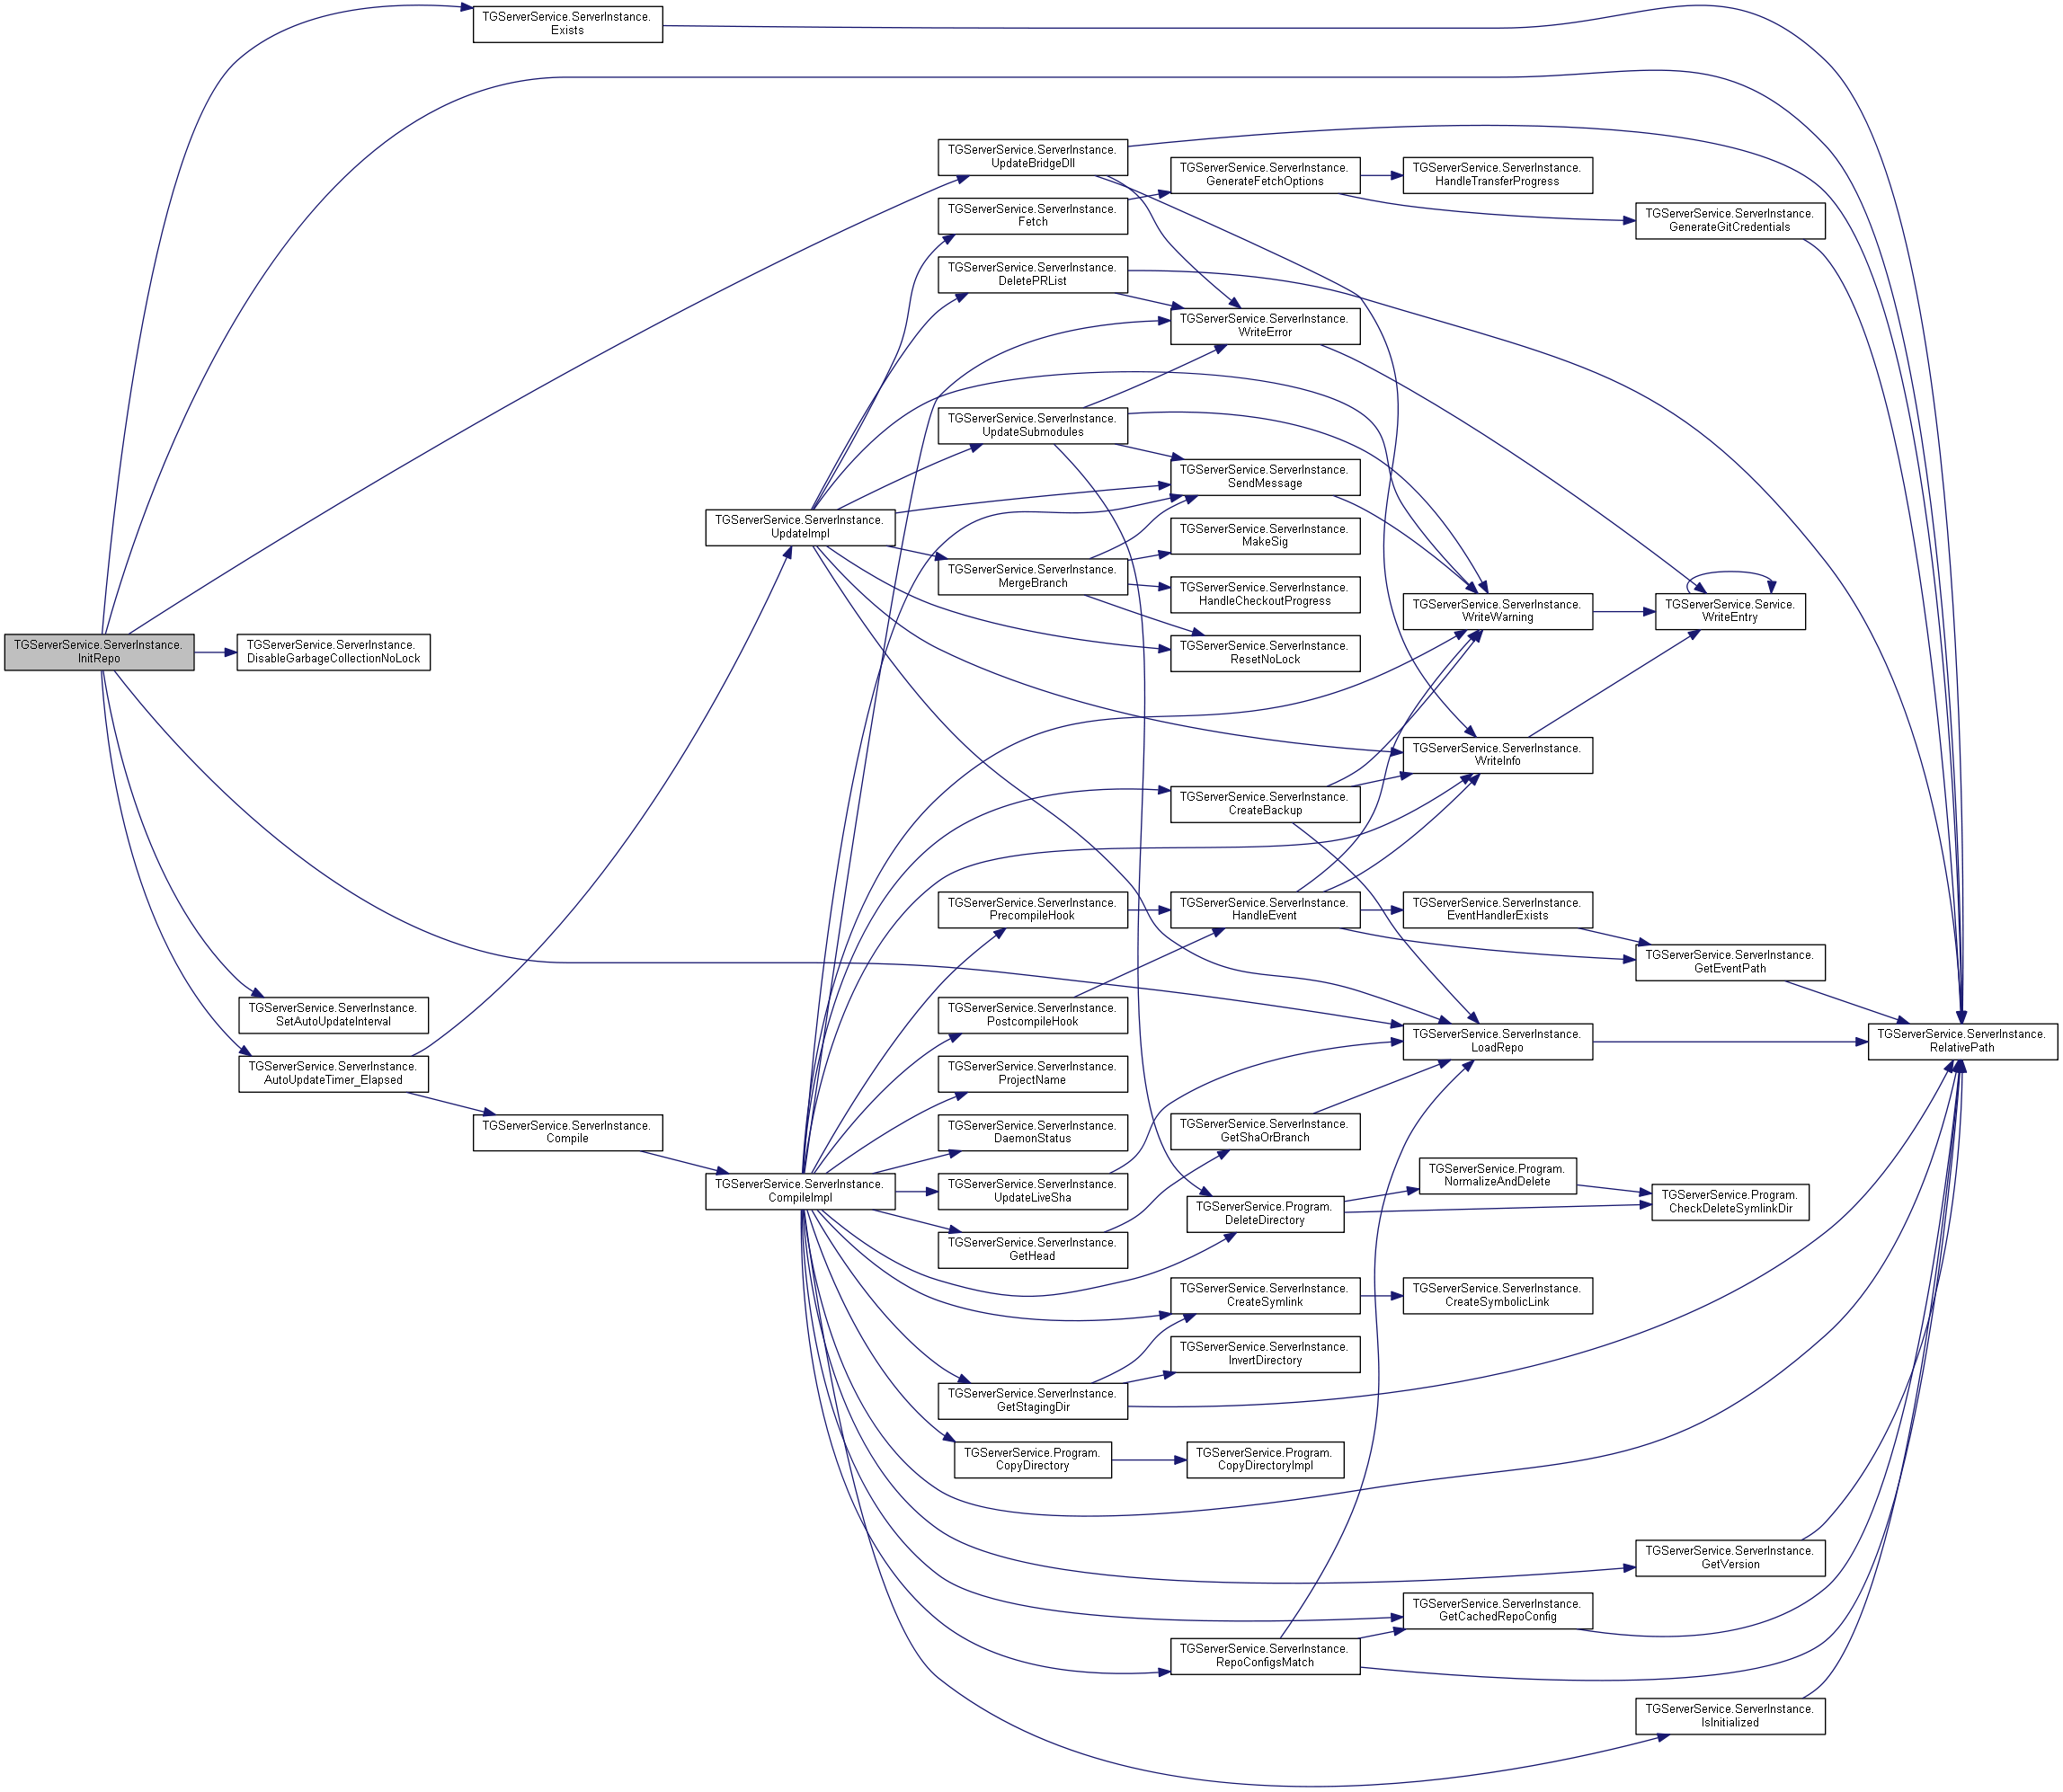 TGServerService.ServerInstance.
Exists
TGServerService.ServerInstance.
UpdateBridgeDll
TGServerService.ServerInstance.
GenerateFetchOptions
TGServerService.ServerInstance.
HandleTransferProgress
TGServerService.ServerInstance.
Fetch
TGServerService.ServerInstance.
GenerateGitCredentials
TGServerService.ServerInstance.
DeletePRList
TGServerService.ServerInstance.
WriteError
TGServerService.ServerInstance.
UpdateSubmodules
TGServerService.ServerInstance.
SendMessage
TGServerService.ServerInstance.
UpdateImpl
TGServerService.ServerInstance.
MakeSig
TGServerService.ServerInstance.
MergeBranch
TGServerService.ServerInstance.
HandleCheckoutProgress
TGServerService.ServerInstance.
WriteWarning
TGServerService.Service.
WriteEntry
TGServerService.ServerInstance.
InitRepo
TGServerService.ServerInstance.
DisableGarbageCollectionNoLock
TGServerService.ServerInstance.
ResetNoLock
TGServerService.ServerInstance.
WriteInfo
TGServerService.ServerInstance.
CreateBackup
TGServerService.ServerInstance.
PrecompileHook
TGServerService.ServerInstance.
HandleEvent
TGServerService.ServerInstance.
EventHandlerExists
TGServerService.ServerInstance.
GetEventPath
TGServerService.ServerInstance.
SetAutoUpdateInterval
TGServerService.ServerInstance.
PostcompileHook
TGServerService.ServerInstance.
LoadRepo
TGServerService.ServerInstance.
RelativePath
TGServerService.ServerInstance.
AutoUpdateTimer_Elapsed
TGServerService.ServerInstance.
ProjectName
TGServerService.ServerInstance.
Compile
TGServerService.ServerInstance.
DaemonStatus
TGServerService.ServerInstance.
GetShaOrBranch
TGServerService.ServerInstance.
CompileImpl
TGServerService.ServerInstance.
UpdateLiveSha
TGServerService.Program.
DeleteDirectory
TGServerService.Program.
NormalizeAndDelete
TGServerService.Program.
CheckDeleteSymlinkDir
TGServerService.ServerInstance.
GetHead
TGServerService.ServerInstance.
CreateSymlink
TGServerService.ServerInstance.
CreateSymbolicLink
TGServerService.ServerInstance.
InvertDirectory
TGServerService.ServerInstance.
GetStagingDir
TGServerService.Program.
CopyDirectory
TGServerService.Program.
CopyDirectoryImpl
TGServerService.ServerInstance.
GetVersion
TGServerService.ServerInstance.
GetCachedRepoConfig
TGServerService.ServerInstance.
RepoConfigsMatch
TGServerService.ServerInstance.
IsInitialized